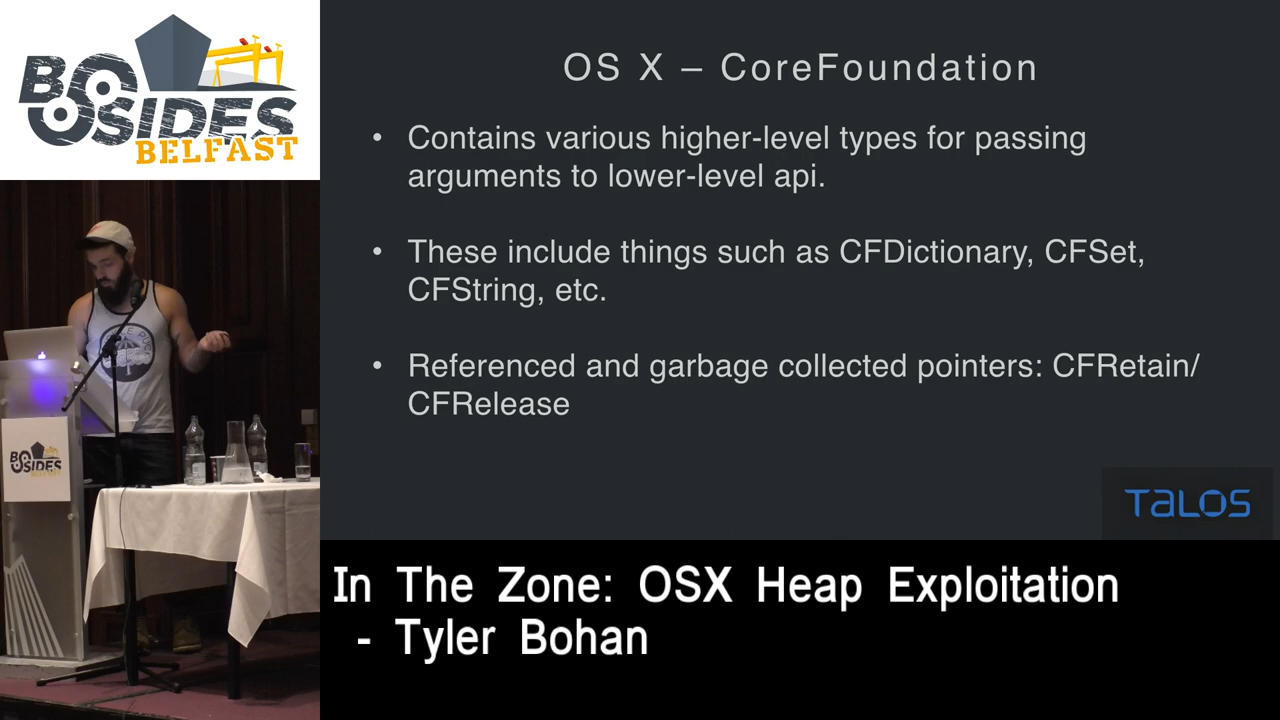 BSIDES
BELFAST
OS X – CoreFoundation
• Contains various higher-level types for passing
arguments to lower-level api.
• These include things such as CFDictionary, CFSet,
CFString, etc.
• Referenced and garbage collected pointers: CFRetain/
CFRelease
TALOS
BSIDES
BELFAST
In The Zone: OSX Heap Exploitation
- Tyler Bohan